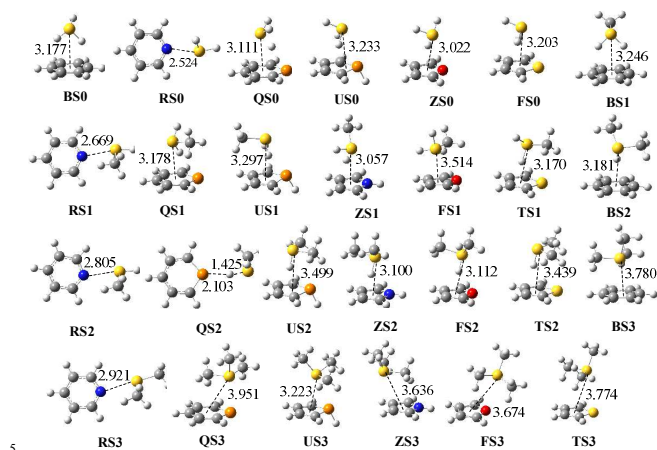 3.177 2.524 3.111 3.233 3.022 3.203 3.246
BS0 RS0 QS0 US0 ZS0 FS0 BS1
2.669 3.178 3.297 3.057 3.514 3.170 3.181
RS1 QS1 US1 ZS1 FS1 TS1 BS2
2.805 1.425 2.103 3.499 3.100 3.112 3.439 3.780
RS2 QS2 US2 ZS2 FS2 TS2 BS3
2.921 3.951 3.223 3.636 3.674 3.774
RS3 QS3 US3 ZS3 FS3 TS3
5